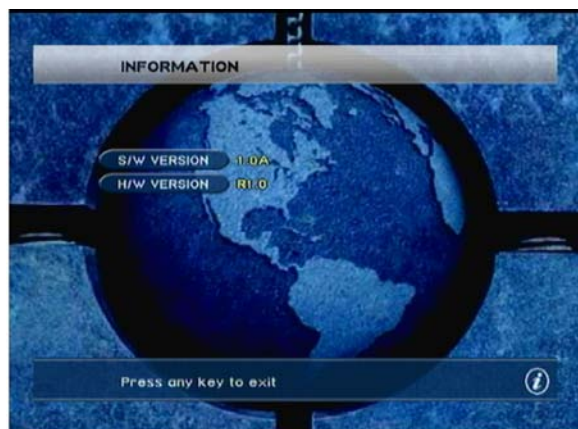 INFORMATION
S/W VERSION 1.0A
H/W VERSION R1.0
Press any key to exit
i